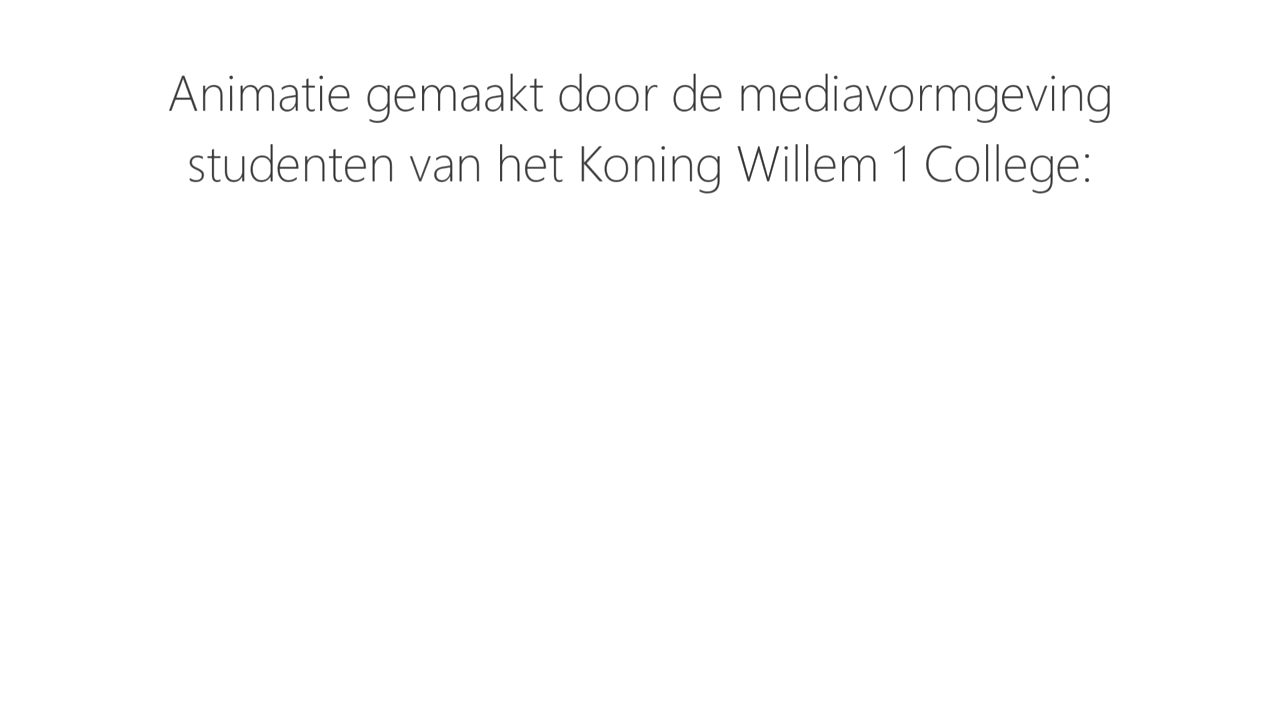 Animatie gemaakt door de mediavormgeving
studenten van het Koning Willem 1 College: